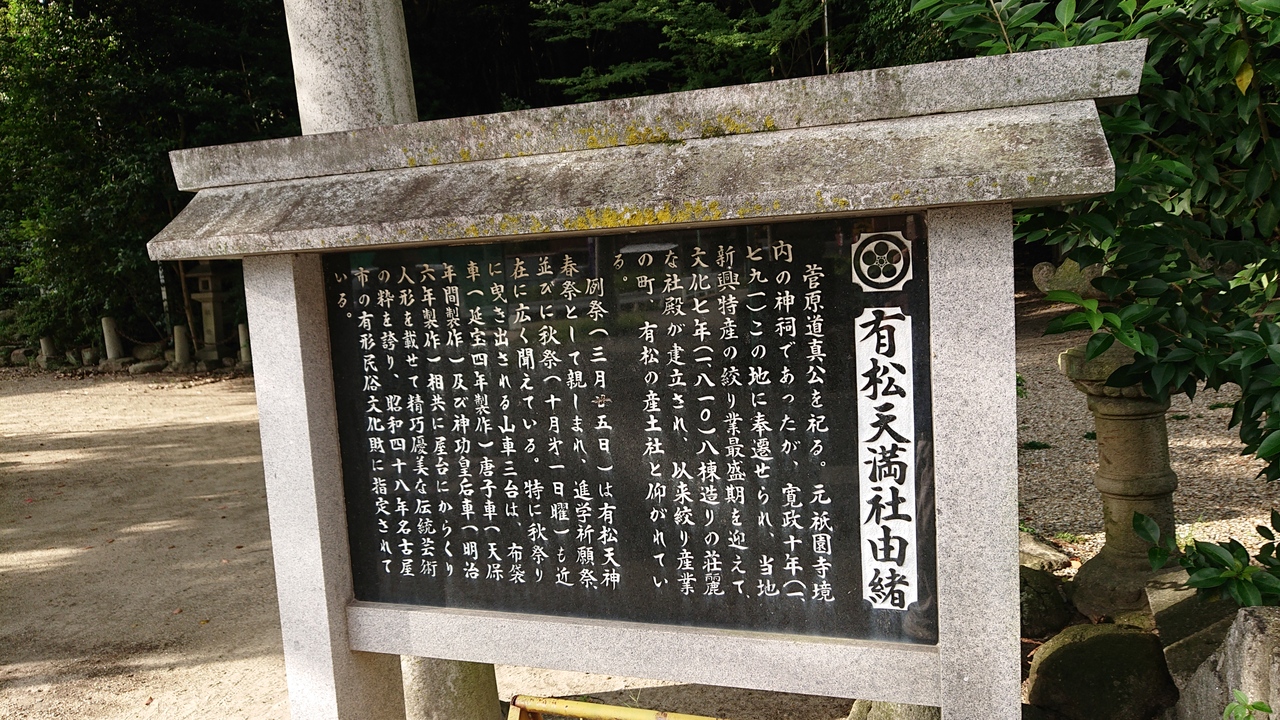 有松天満社由緒
菅原道真公を祀る。元祇園寺境
内の神祠であったが、寛政十年(一
七九一)この地に奉遷せられ、当地
新興特産の絞り業最盛期を迎えて
文化七年(一八一〇)八棟造りの荘麗
な社殿が建立され、以来絞り産業
の町、有松の産土社と仰がれてい
る。
例祭(三月廿五日)は有松天神
春祭として親しまれ、進学祈願祭
並びに秋祭(十月才一日曜)も近
在に広く聞えている。特に秋祭り
に曳き出される山車三台は、布袋
車(延宝四年製作)唐子車(天保
年間製作)及び神功皇后車(明治
六年製作)相共に屋台にからくり
人形を載せて精巧優美な伝統芸術
の粋を誇り、昭和四十八年名古屋
市の有形民俗文化財に指定されて
いる。